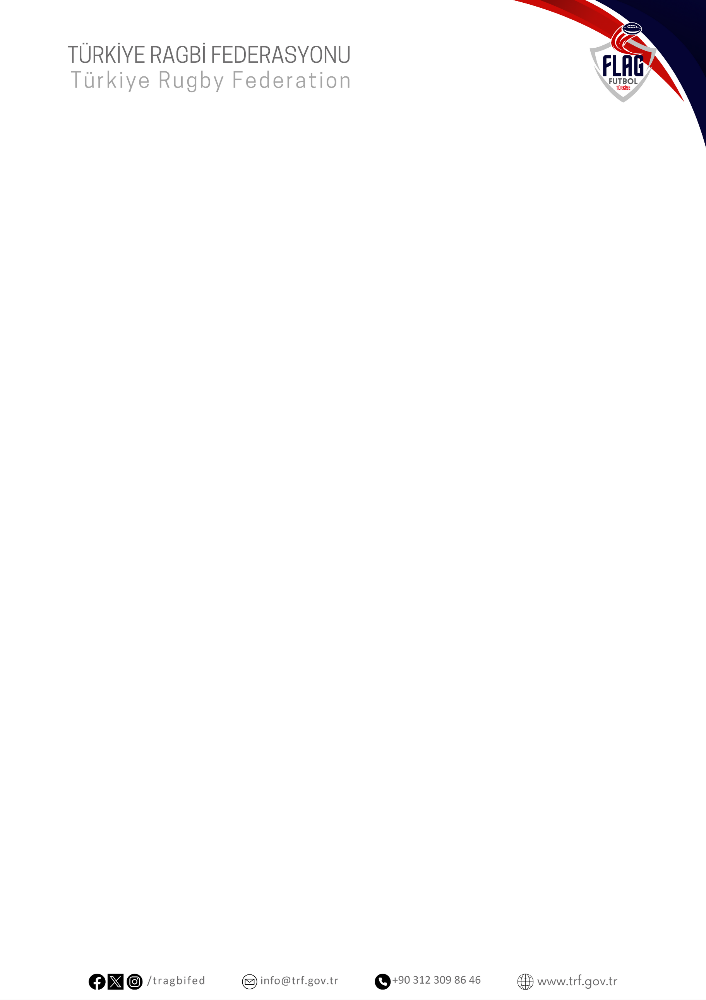 TÜRKİYE RAGBİ FEDERASYONU
Türkiye Rugby Federation
FLAG
FUTBOL
TÜRKİYE
/tragbifed
info@trf.gov.tr
+90 312 309 86 46
www.trf.gov.tr